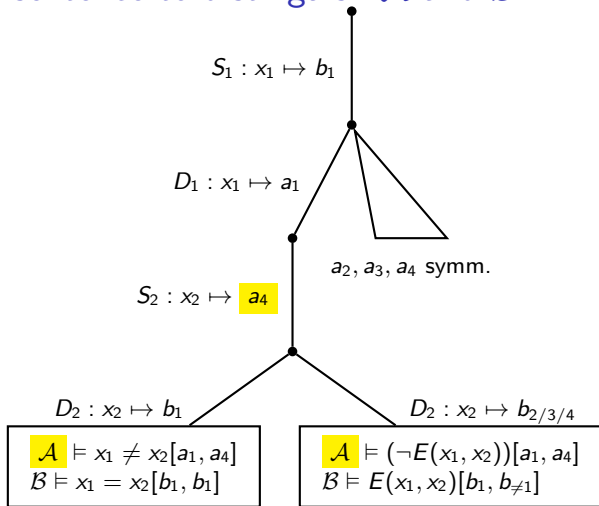 S₁ : x₁ ↦ b₁
D₁ : x₁ ↦ a₁
a₂, a₃, a₄ symm.
S₂ : x₂ ↦ a₄
D₂ : x₂ ↦ b₁
D₂ : x₂ ↦ b₂/₃/₄
𝒜 ⊨ x₁ ≠ x₂[a₁, a₄]
ℬ ⊨ x₁ = x₂[b₁, b₁]
𝒜 ⊨ (¬E(x₁, x₂))[a₁, a₄]
ℬ ⊨ E(x₁, x₂)[b₁, b≠₁]